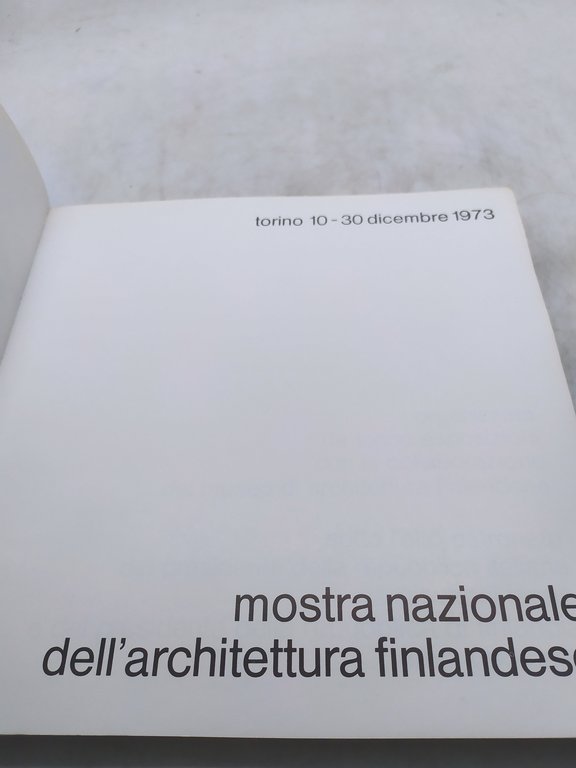 torino 10-30 dicembre 1973
mostra nazionale
dell'architettura finlandese